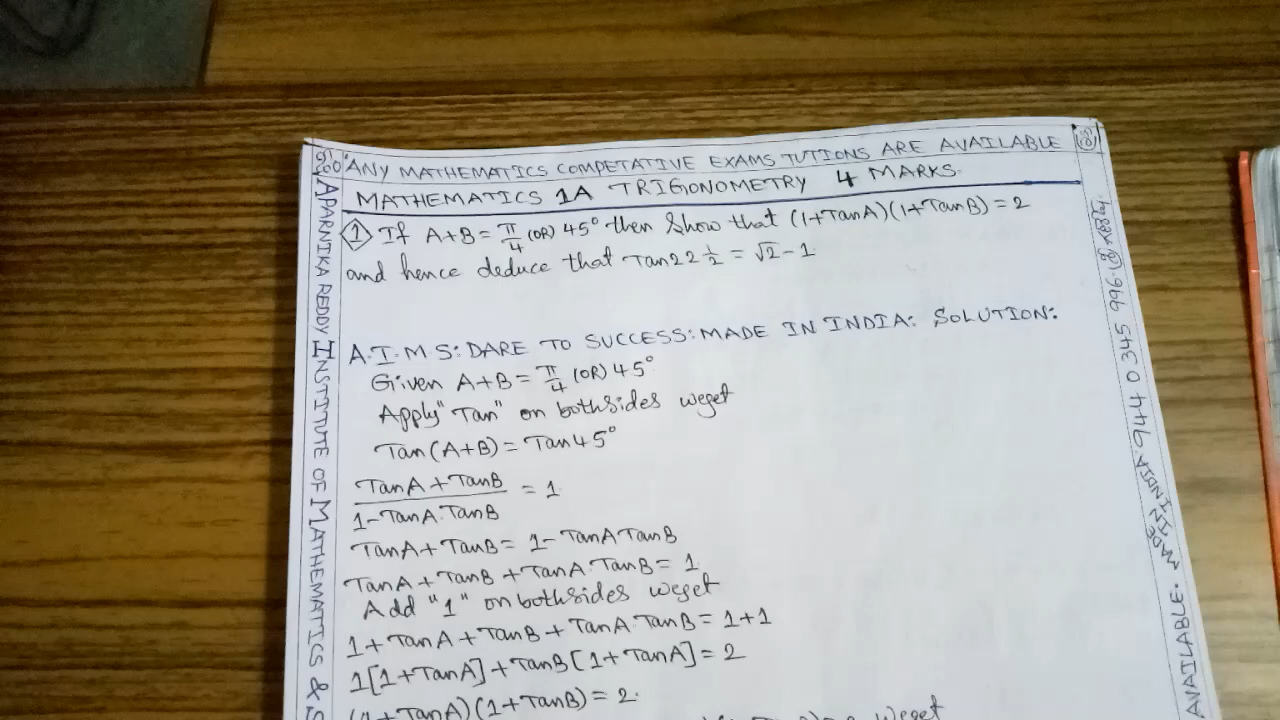 ANY MATHEMATICS COMPETATIVE EXAMS TUTIONS ARE AVAILABLE
MATHEMATICS 1A TRIGONOMETRY 4 MARKS.
① If A+B = π/4 (OR) 45° then show that (1+TanA)(1+TanB) = 2
and hence deduce that Tan22 1/2 = √2 - 1
A.I.M S: DARE TO SUCCESS: MADE IN INDIA: SOLUTION:
Given A+B = π/4 (OR) 45°
Apply "Tan" on bothsides weget
Tan(A+B) = Tan45°
TanA + TanB / 1-TanA.TanB = 1
TanA + TanB = 1-TanA TanB
TanA + TanB + TanA.TanB = 1
Add "1" on bothsides weget
1+TanA + TanB + TanA TanB = 1+1
1[1+TanA] + TanB[1+TanA] = 2
(1+TanA)(1+TanB) = 2.
weget
APARNIKA REDDY INSTITUTE OF MATHEMATICS & S
944 0 345 996
AVAILABLE. MADE IN INDIA.